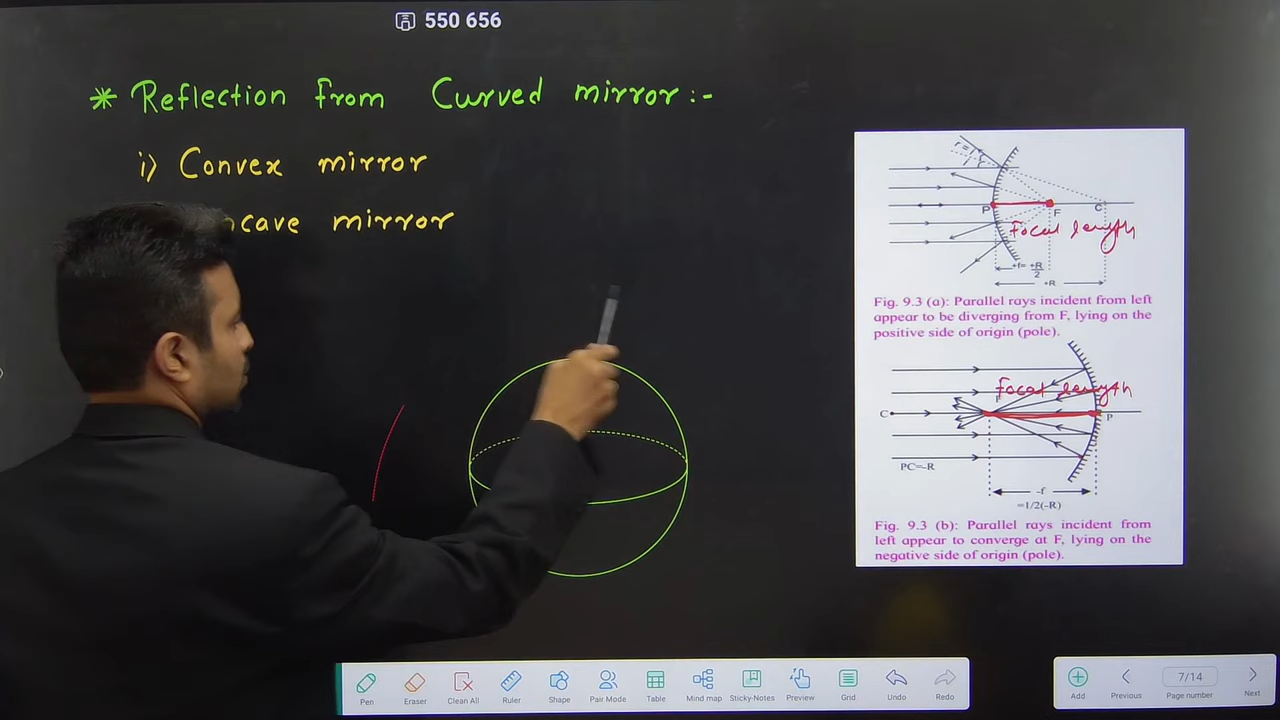 550 656
* Reflection from Curved mirror :-
i) Convex mirror
cave mirror
P
F
C
Focal length
+f= +R/2
+R
Fig. 9.3 (a): Parallel rays incident from left
appear to be diverging from F, lying on the
positive side of origin (pole).
Focal length
C
P
PC=-R
-f
=1/2(-R)
Fig. 9.3 (b): Parallel rays incident from
left appear to converge at F, lying on the
negative side of origin (pole).
Pen Eraser Clean All Ruler Shape Pair Mode Table Mind map Sticky-Notes Preview Grid Undo Redo
Add Previous 7/14 Page number Next